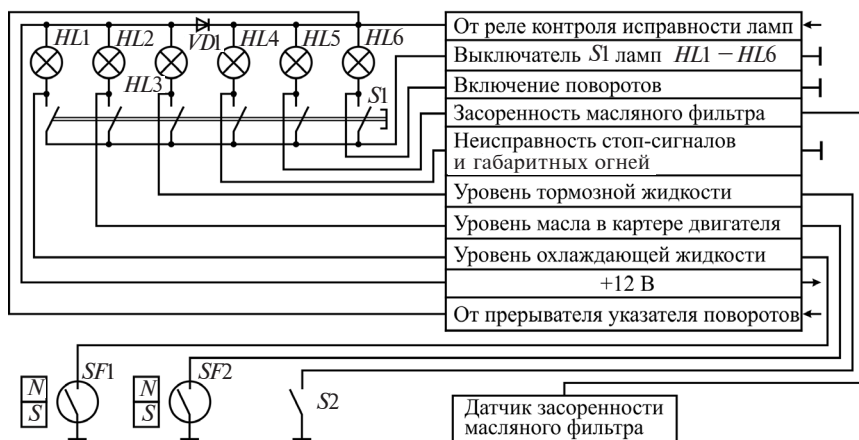 HL1 HL2 VD1 HL4 HL5 HL6
HL3 S1
От реле контроля исправности ламп
Выключатель S1 ламп HL1 – HL6
Включение поворотов
Засоренность масляного фильтра
Неисправность стоп-сигналов
и габаритных огней
Уровень тормозной жидкости
Уровень масла в картере двигателя
Уровень охлаждающей жидкости
+12 В
От прерывателя указателя поворотов
N SF1 N SF2
S S S2
Датчик засоренности
масляного фильтра